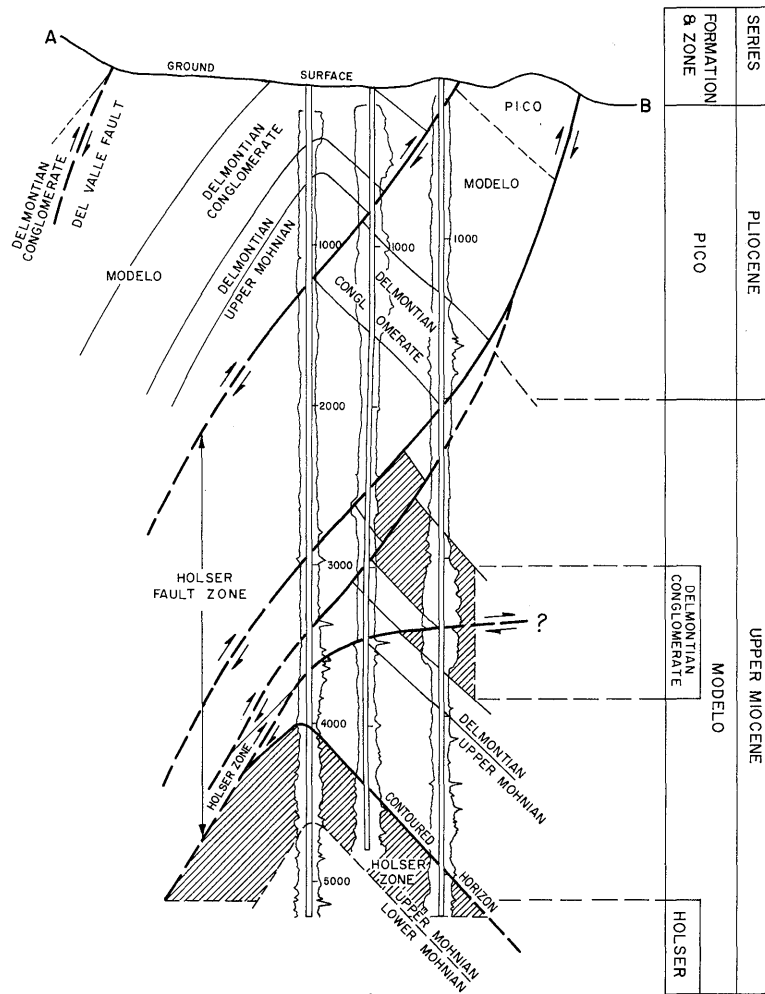 A
GROUND
SURFACE
B
PICO
DELMONTIAN
CONGLOMERATE
DEL VALLE FAULT
DELMONTIAN
CONGLOMERATE
MODELO
MODELO
DELMONTIAN
UPPER MOHNIAN
1000
1000
1000
DELMONTIAN
CONGLOMERATE
2000
3000
HOLSER
FAULT ZONE
?
4000
HOLSER ZONE
DELMONTIAN
UPPER MOHNIAN
CONTOURED
HORIZON
HOLSER
ZONE
5000
UPPER MOHNIAN
LOWER MOHNIAN
FORMATION
& ZONE
SERIES
PICO
PLIOCENE
DELMONTIAN
CONGLOMERATE
MODELO
UPPER MIOCENE
HOLSER